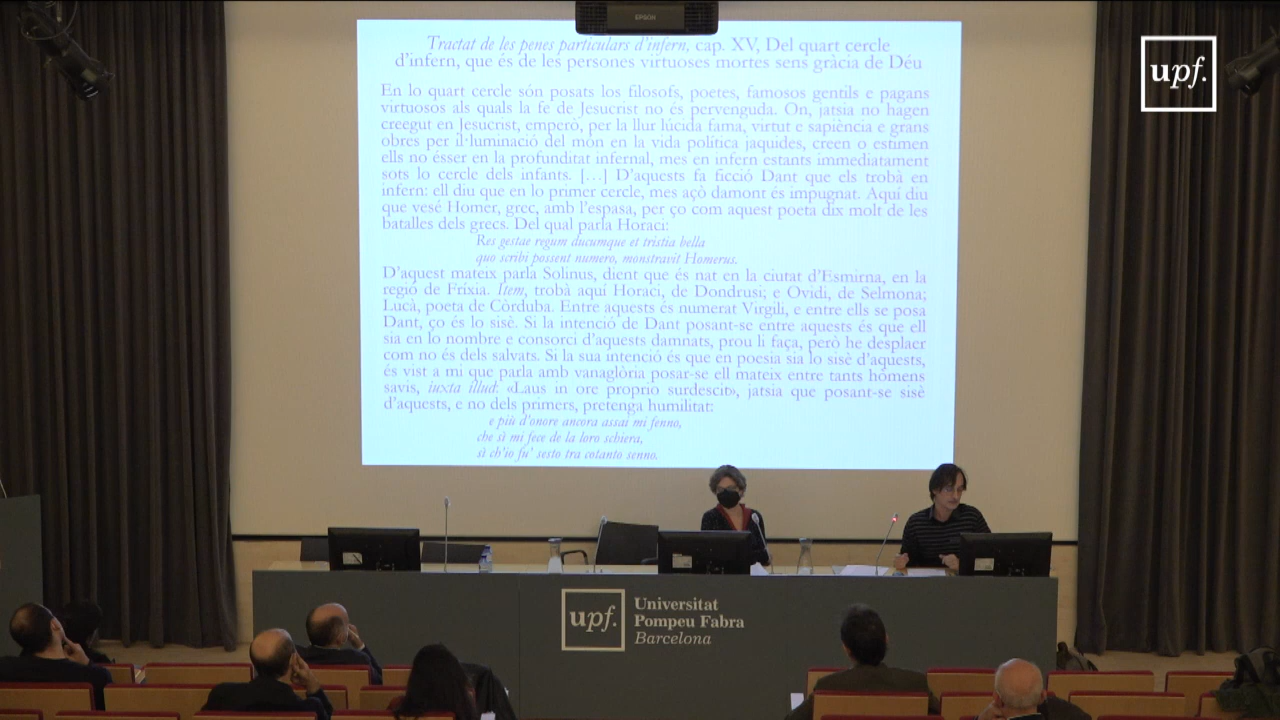 EPSON
upf.
Tractat de les penes particulars d'infern, cap. XV, Del quart cercle
d'infern, que és de les persones virtuoses mortes sens gràcia de Déu
En lo quart cercle són posats los filosofs, poetes, famosos gentils e pagans
virtuosos als quals la fe de Jesucrist no és pervenguda. On, jatsia no hagen
creegut en Jesucrist, emperò, per la llur lúcida fama, virtut e sapiència e grans
obres per il·luminació del món en la vida política jaquides, creen o estimen
ells no ésser en la profunditat infernal, mes en infern estants immediatament
sots lo cercle dels infants. [...] D'aquests fa ficció Dant que els trobà en
infern: ell diu que en lo primer cercle, mes açò damont és impugnat. Aquí diu
que vesé Homer, grec, amb l'espasa, per ço com aquest poeta dix molt de les
batalles dels grecs. Del qual parla Horaci:
Res gestae regum ducumque et tristia bella
quo scribi possent numero, monstravit Homerus.
D'aquest mateix parla Solinus, dient que és nat en la ciutat d'Esmirna, en la
regió de Fríxia. Ítem, trobà aquí Horaci, de Dondrusi; e Ovidi, de Selmona;
Lucà, poeta de Còrduba. Entre aquests és numerat Virgili, e entre ells se posa
Dant, ço és lo sisè. Si la intenció de Dant posant-se entre aquests és que ell
sia en lo nombre e consorci d'aquests damnats, prou li faça, però he desplaer
com no és dels salvats. Si la sua intenció és que en poesia sia lo sisè d'aquests,
és vist a mi que parla amb vanaglòria posar-se ell mateix entre tants hòmens
savis, iuxta illud: «Laus in ore proprio surdescit», jatsia que posant-se sisè
d'aquests, e no dels primers, pretenga humilitat:
e più d'onore ancora assai mi fenno,
che sì mi fece de la loro schiera,
sì ch'io fu' sesto tra cotanto senno.
upf.
Universitat
Pompeu Fabra
Barcelona